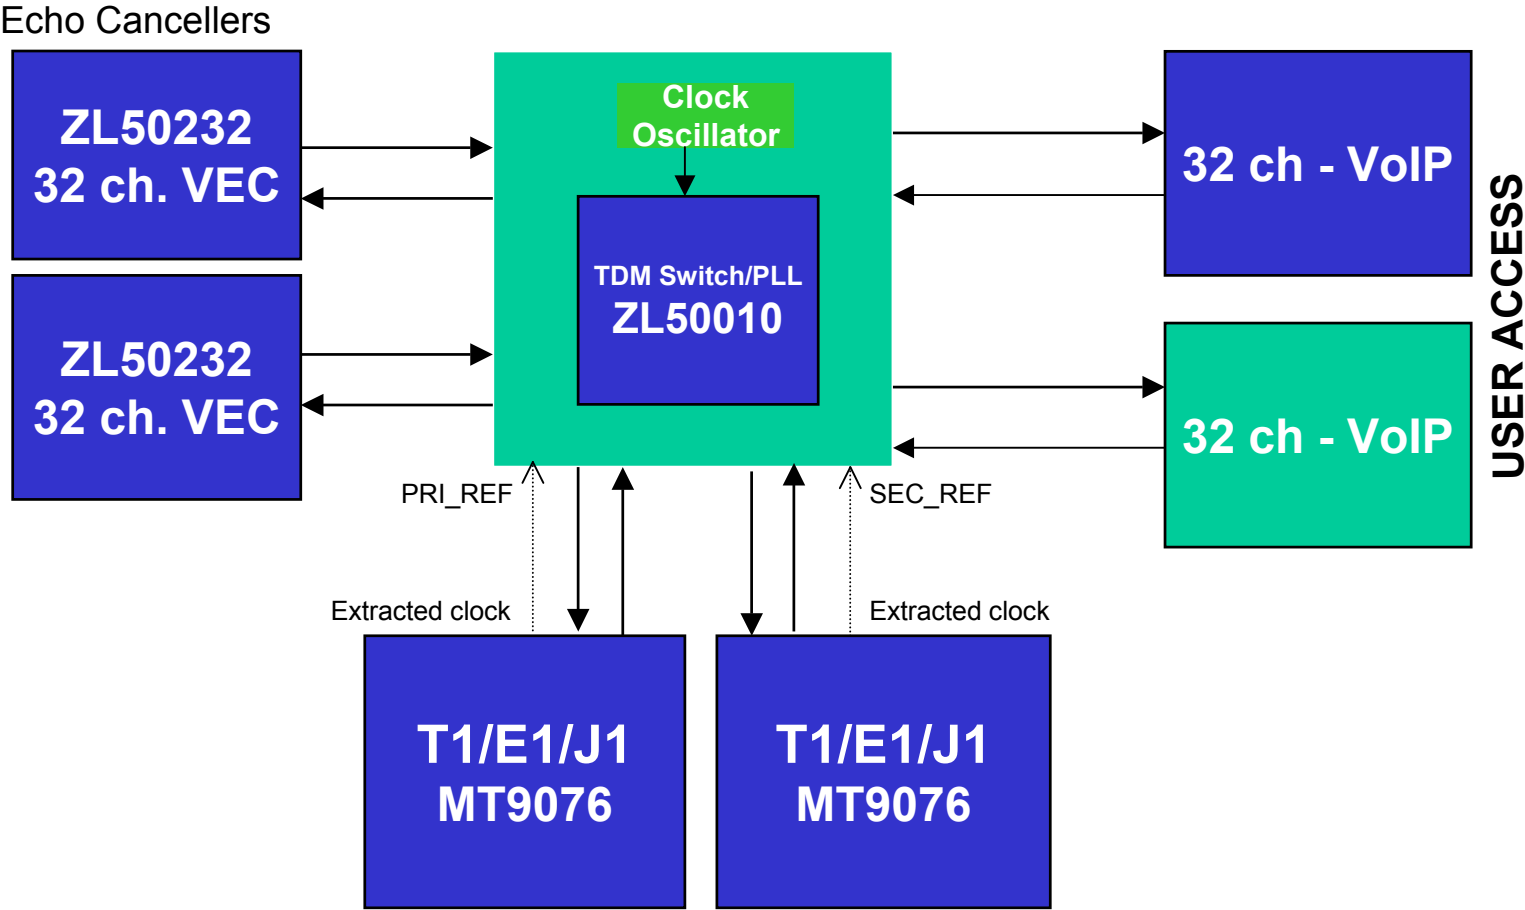 Echo Cancellers
ZL50232
32 ch. VEC
ZL50232
32 ch. VEC
Clock
Oscillator
TDM Switch/PLL
ZL50010
32 ch - VoIP
32 ch - VoIP
USER ACCESS
PRI_REF
SEC_REF
Extracted clock
Extracted clock
T1/E1/J1
MT9076
T1/E1/J1
MT9076